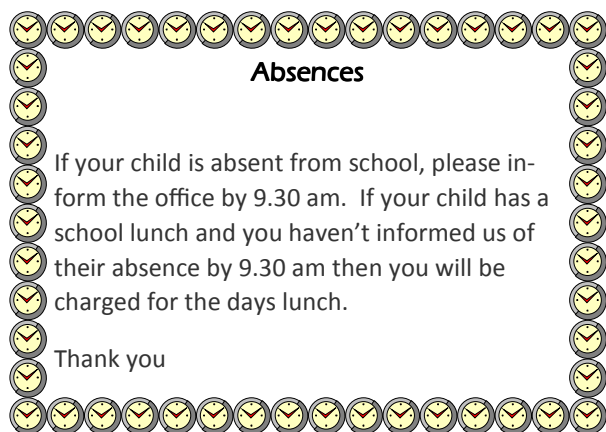 Absences
If your child is absent from school, please in-
form the office by 9.30 am.  If your child has a
school lunch and you haven’t informed us of
their absence by 9.30 am then you will be
charged for the days lunch.
Thank you